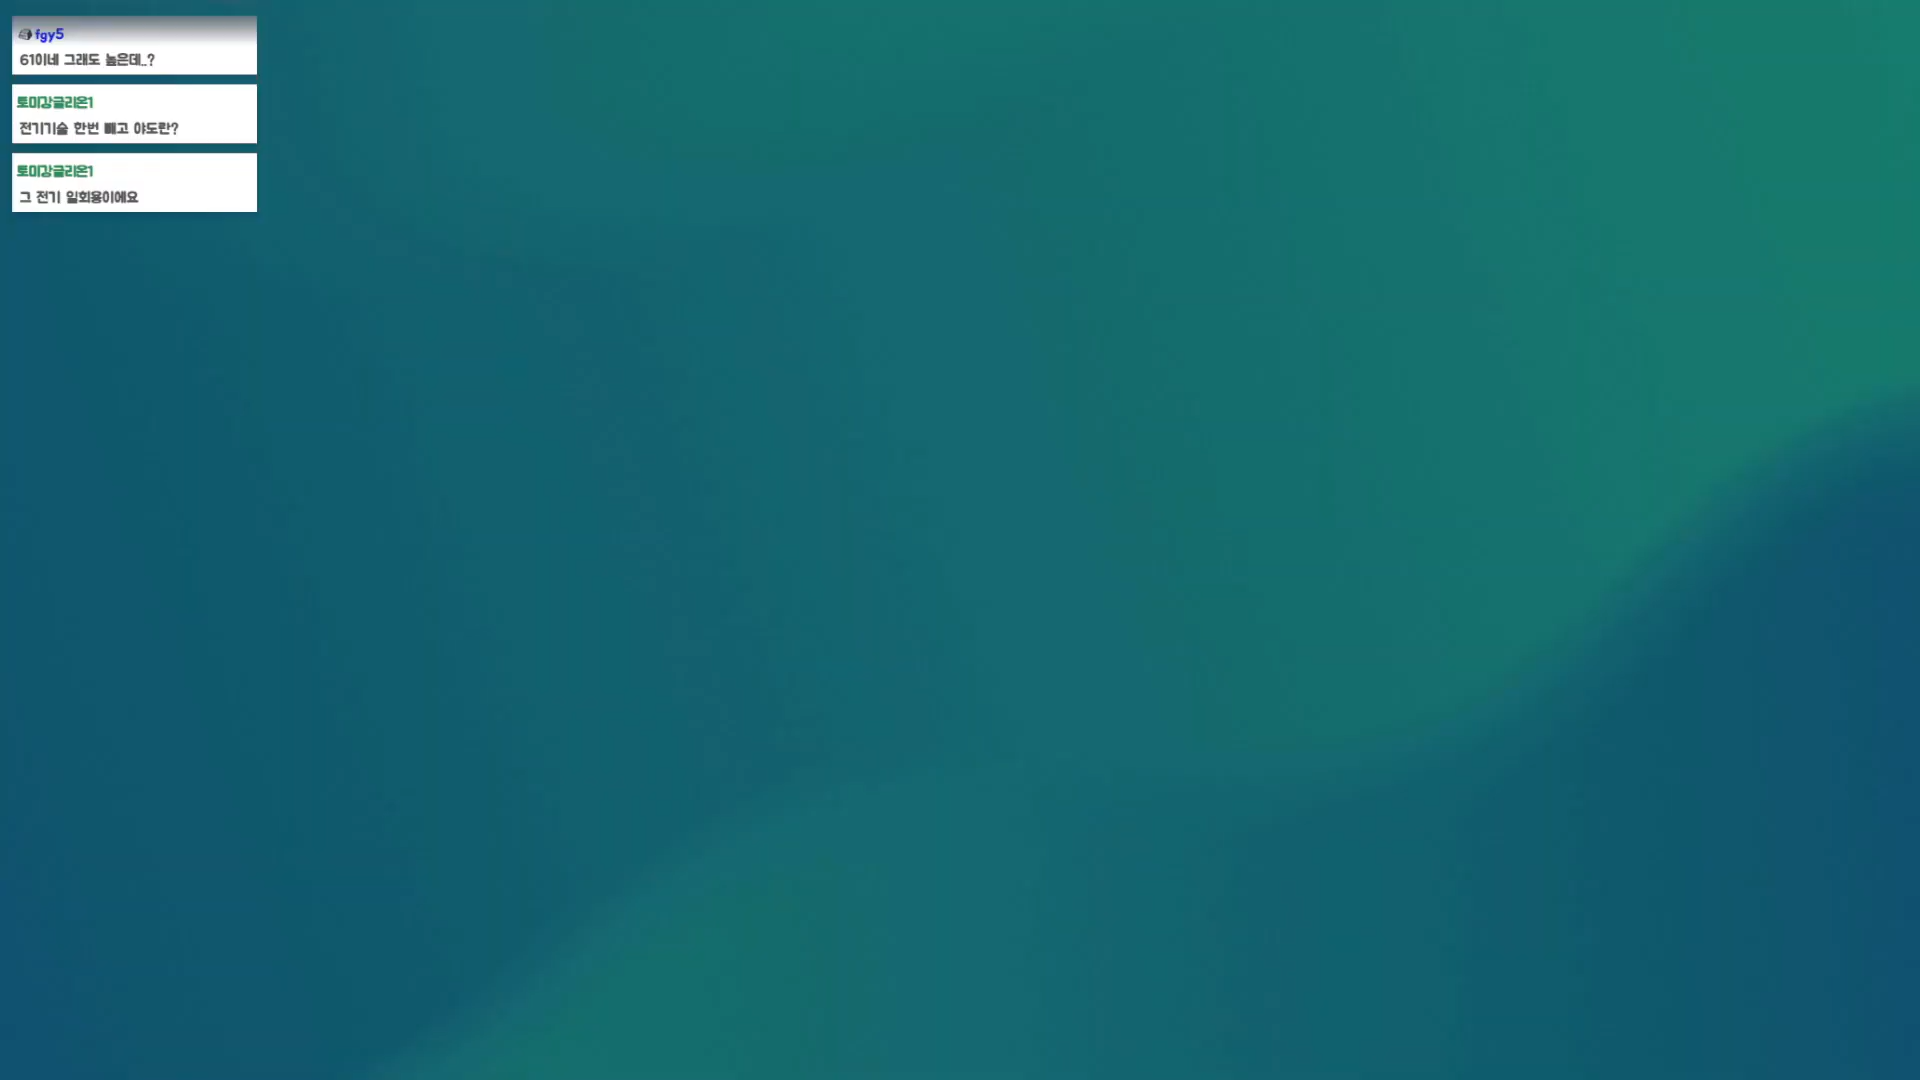 fgy5
61이네 그래도 높은데..?
토미강글리온1
전기기술 한번 빼고 야도란?
토미강글리온1
그 전기 일회용이에요